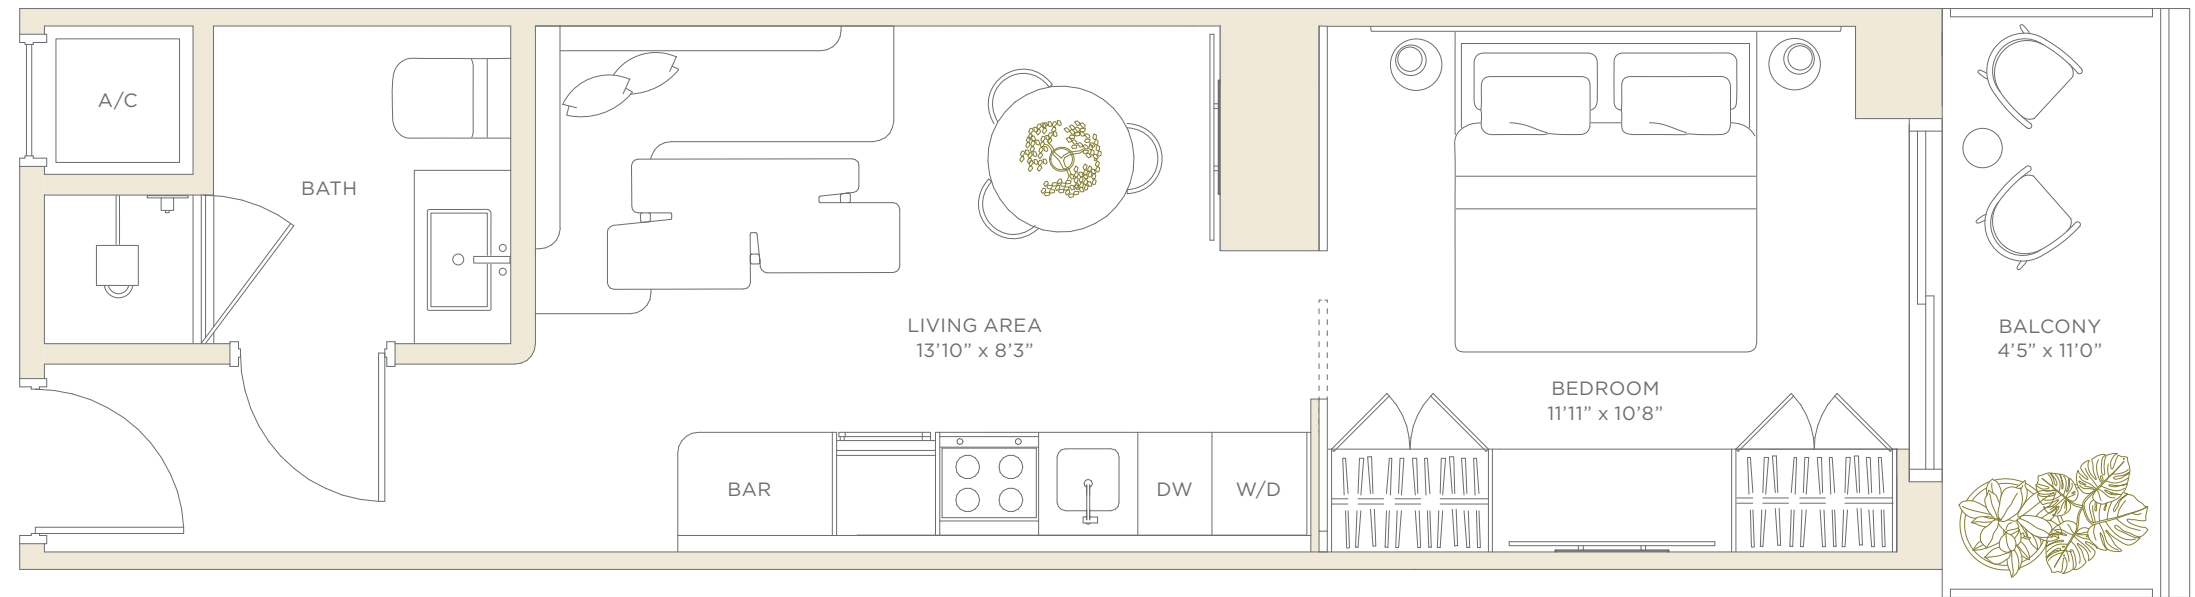 A/C
BATH
LIVING AREA
13’10” x 8’3”
BAR
DW
W/D
BEDROOM
11’11” x 10’8”
BALCONY
4’5” x 11’0”